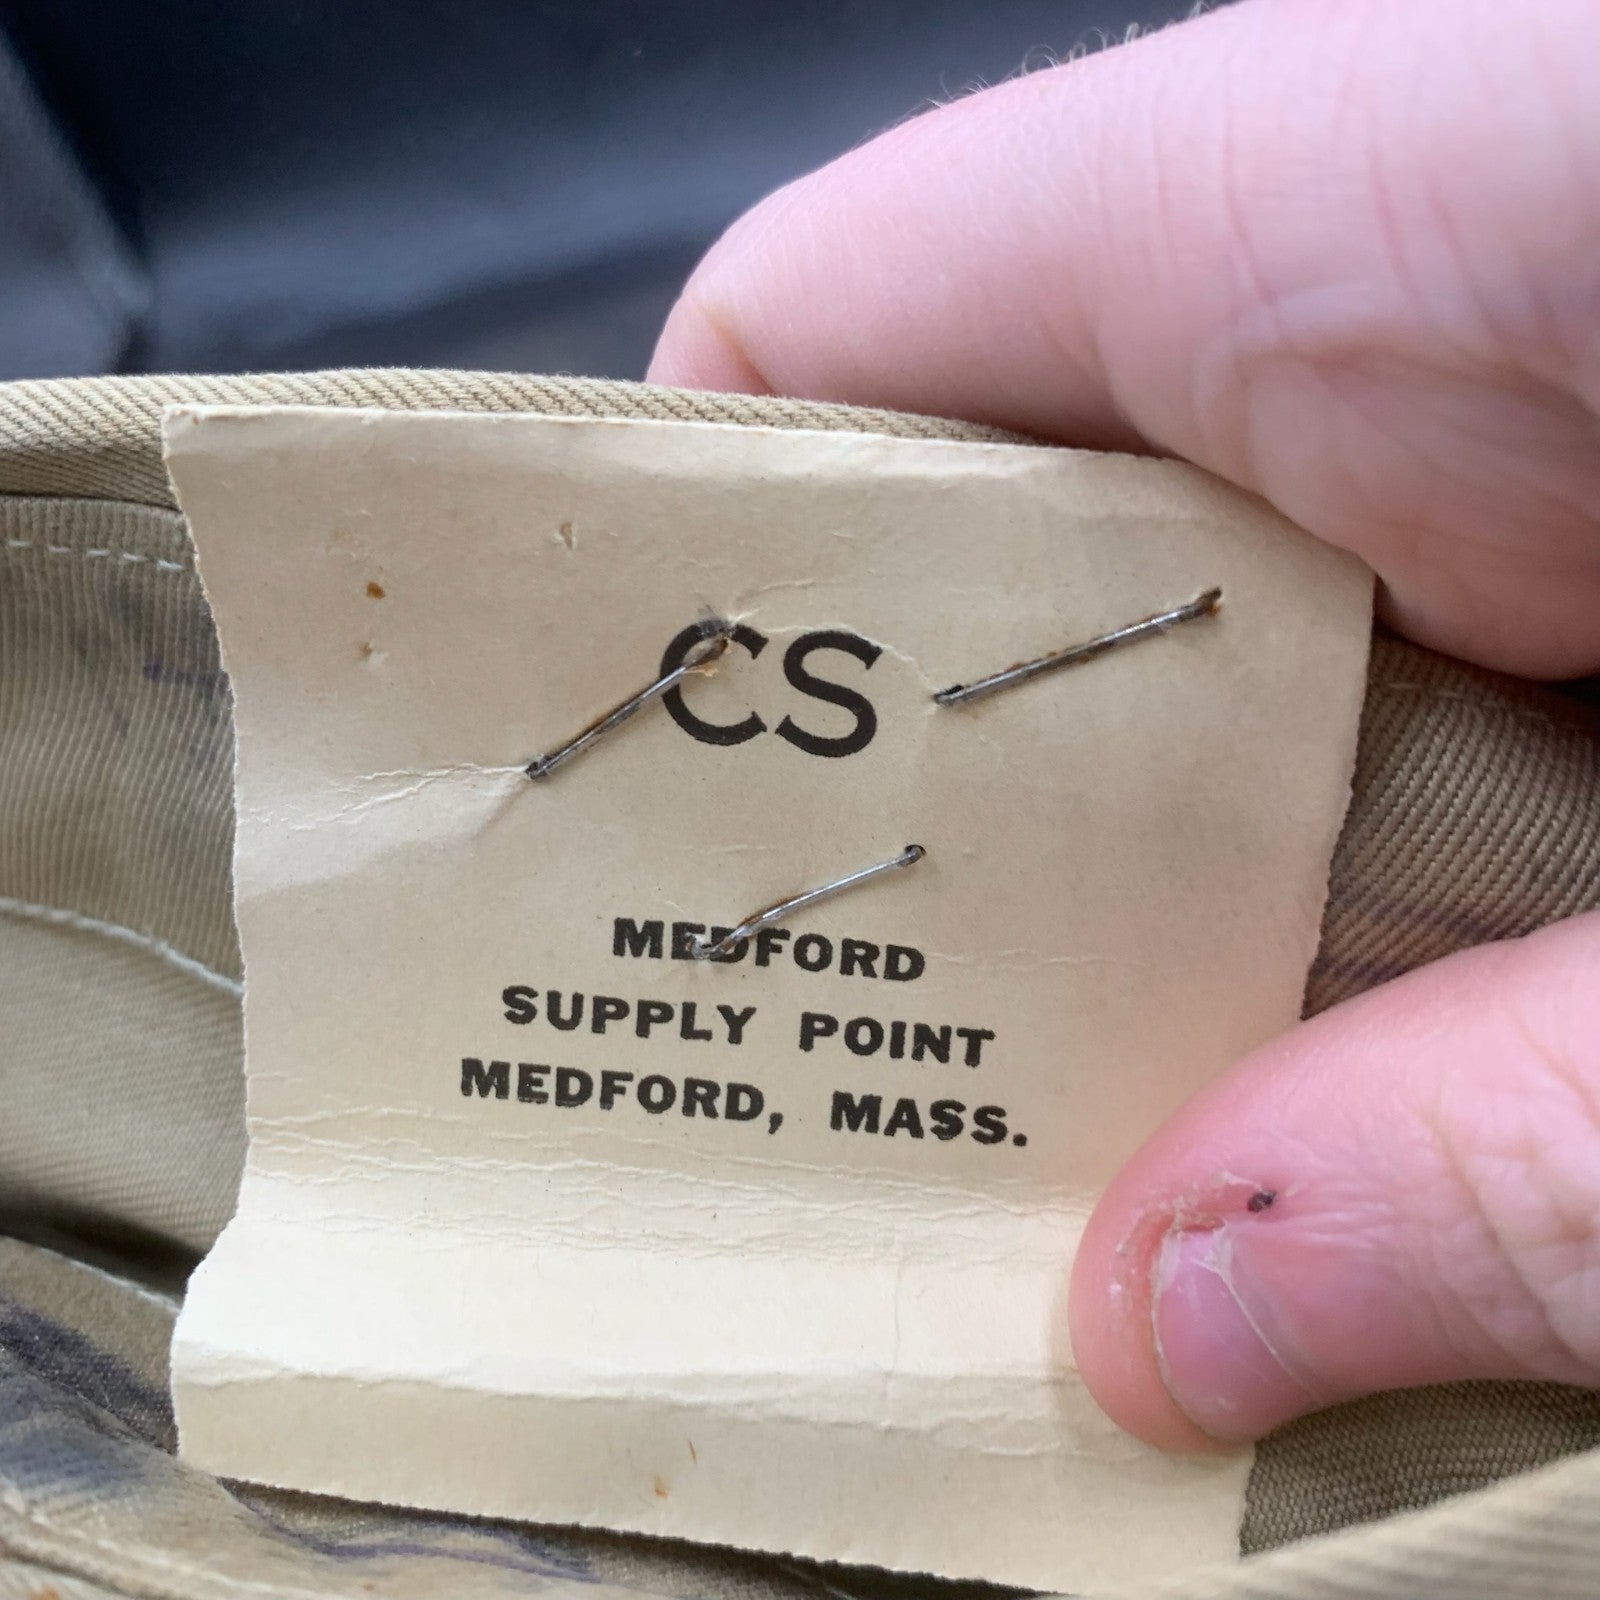 CS
MEDFORD
SUPPLY POINT
MEDFORD, MASS.